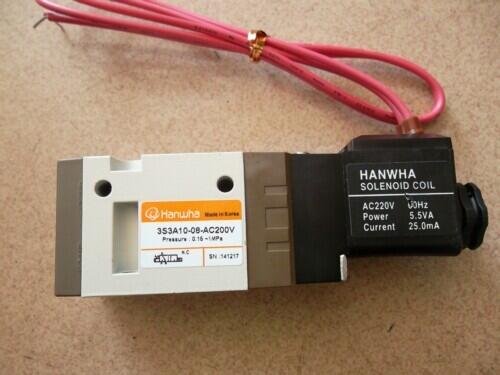 Hanwha Made in Korea
3S3A10-08-AC200V
Pressure : 0.15 ~1MPa
N.C
SN :141217
HANWHA
SOLENOID COIL
AC220V 60Hz
Power 5.5VA
Current 25.0mA